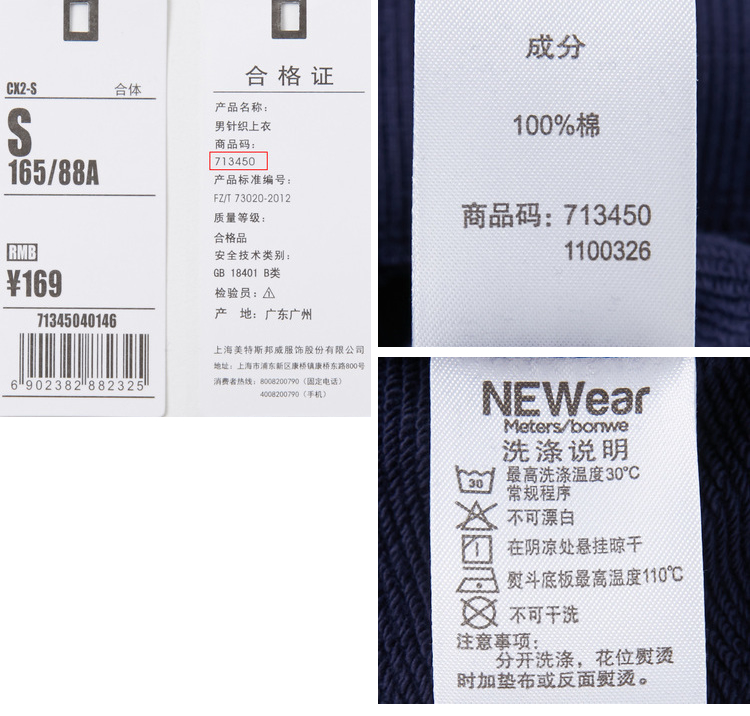 CX2-S
合体
S
165/88A
RMB
¥169
71345040146
6 902382 882325
合格证
产品名称：
男针织上衣
商品码：
713450
产品标准编号：
FZ/T 73020-2012
质量等级：
合格品
安全技术类别：
GB 18401 B类
检验员：
产 地：广东广州
上海美特斯邦威服饰股份有限公司
地址：上海市浦东新区康桥镇康桥东路800号
消费者热线：8008200790（固定电话）
4008200790（手机）
成分
100%棉
商品码：713450
1100326
NEWear
Meters/bonwe
洗涤说明
30
最高洗涤温度30℃
常规程序
不可漂白
在阴凉处悬挂晾干
熨斗底板最高温度110℃
不可干洗
注意事项：
分开洗涤，花位熨烫
时加垫布或反面熨烫。